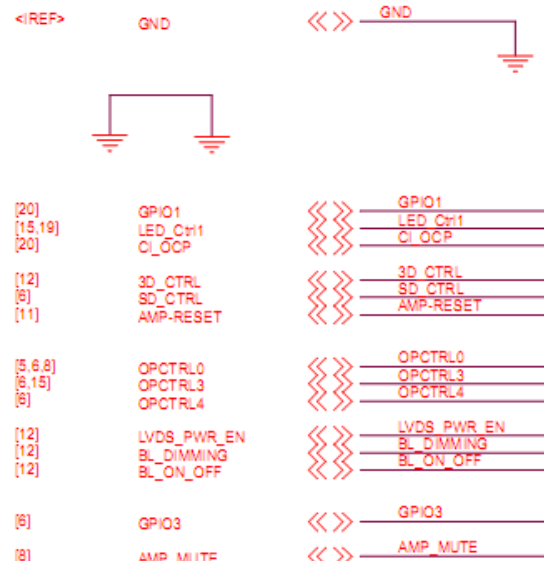 <IREF> GND GND
[20] GPIO1 GPIO1
[15,19] LED_Ctrl1 LED_Ctrl1
[20] CI_OCP CI_OCP
[12] 3D_CTRL 3D_CTRL
[6] SD_CTRL SD_CTRL
[11] AMP-RESET AMP-RESET
[5,6,8] OPCTRL0 OPCTRL0
[6,15] OPCTRL3 OPCTRL3
[6] OPCTRL4 OPCTRL4
[12] LVDS_PWR_EN LVDS_PWR_EN
[12] BL_DIMMING BL_DIMMING
[12] BL_ON_OFF BL_ON_OFF
[6] GPIO3 GPIO3
[8] AMP_MUTE AMP_MUTE